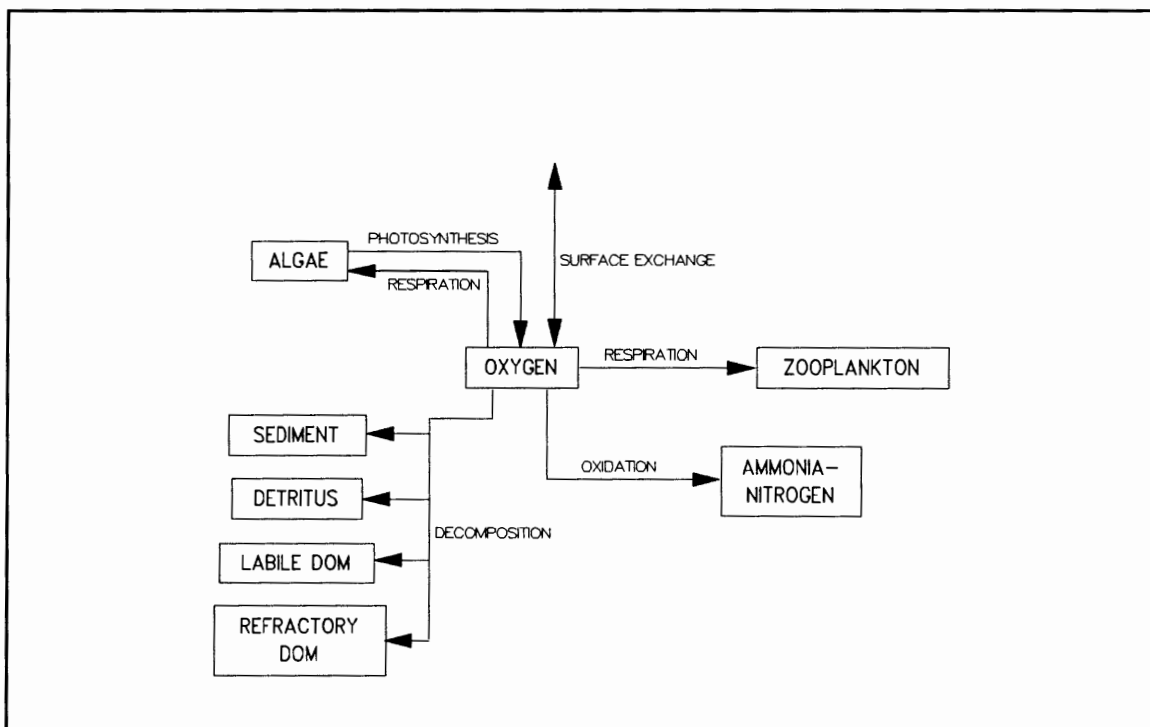 PHOTOSYNTHESIS
ALGAE
SURFACE EXCHANGE
RESPIRATION
OXYGEN
RESPIRATION
ZOOPLANKTON
SEDIMENT
OXIDATION
AMMONIA-
NITROGEN
DETRITUS
DECOMPOSITION
LABILE DOM
REFRACTORY
DOM